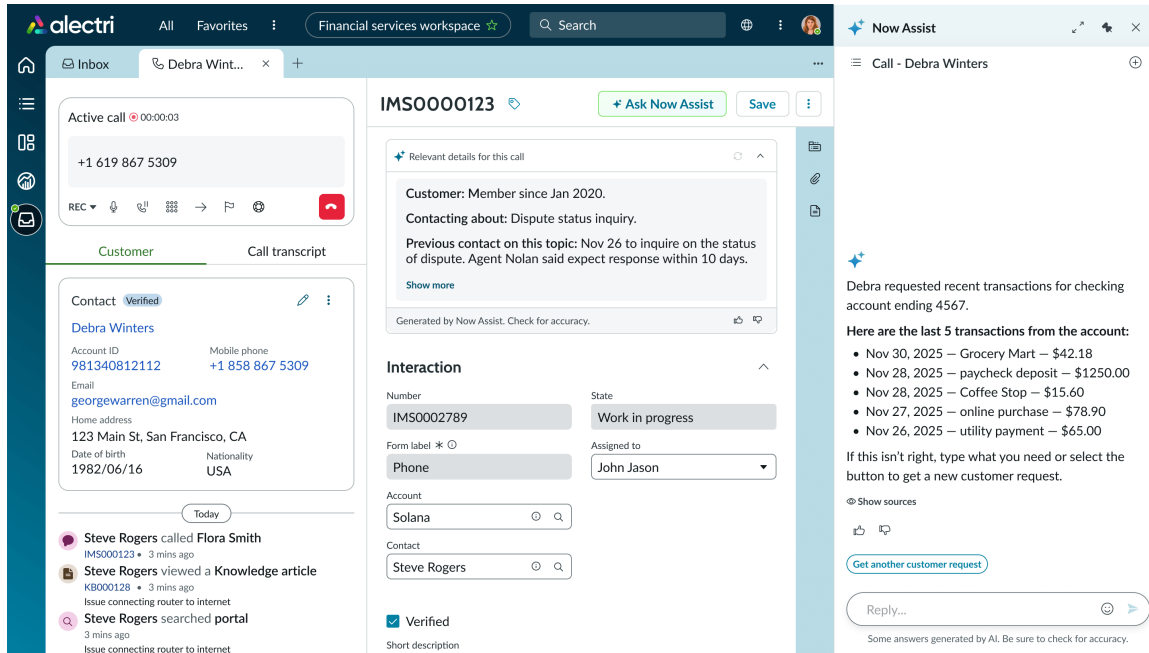 alectri
All
Favorites
Financial services workspace
Search
Inbox
Debra Wint...
Active call 00:00:03
+1 619 867 5309
REC
Customer
Call transcript
Contact Verified
Debra Winters
Account ID
Mobile phone
981340812112
+1 858 867 5309
Email
georgewarren@gmail.com
Home address
123 Main St, San Francisco, CA
Date of birth
Nationality
1982/06/16
USA
Today
Steve Rogers called Flora Smith
IMS000123 • 3 mins ago
Steve Rogers viewed a Knowledge article
KB000128 • 3 mins ago
Issue connecting router to internet
Steve Rogers searched portal
3 mins ago
Issue connecting router to internet
IMS0000123
Ask Now Assist
Save
Relevant details for this call
Customer: Member since Jan 2020.
Contacting about: Dispute status inquiry.
Previous contact on this topic: Nov 26 to inquire on the status
of dispute. Agent Nolan said expect response within 10 days.
Show more
Generated by Now Assist. Check for accuracy.
Interaction
Number
State
IMS0002789
Work in progress
Form label *
Assigned to
Phone
John Jason
Account
Solana
Contact
Steve Rogers
Verified
Short description
Now Assist
Call - Debra Winters
Debra requested recent transactions for checking
account ending 4567.
Here are the last 5 transactions from the account:
• Nov 30, 2025 — Grocery Mart — $42.18
• Nov 28, 2025 — paycheck deposit — $1250.00
• Nov 28, 2025 — Coffee Stop — $15.60
• Nov 27, 2025 — online purchase — $78.90
• Nov 26, 2025 — utility payment — $65.00
If this isn't right, type what you need or select the
button to get a new customer request.
Show sources
Get another customer request
Reply...
Some answers generated by AI. Be sure to check for accuracy.